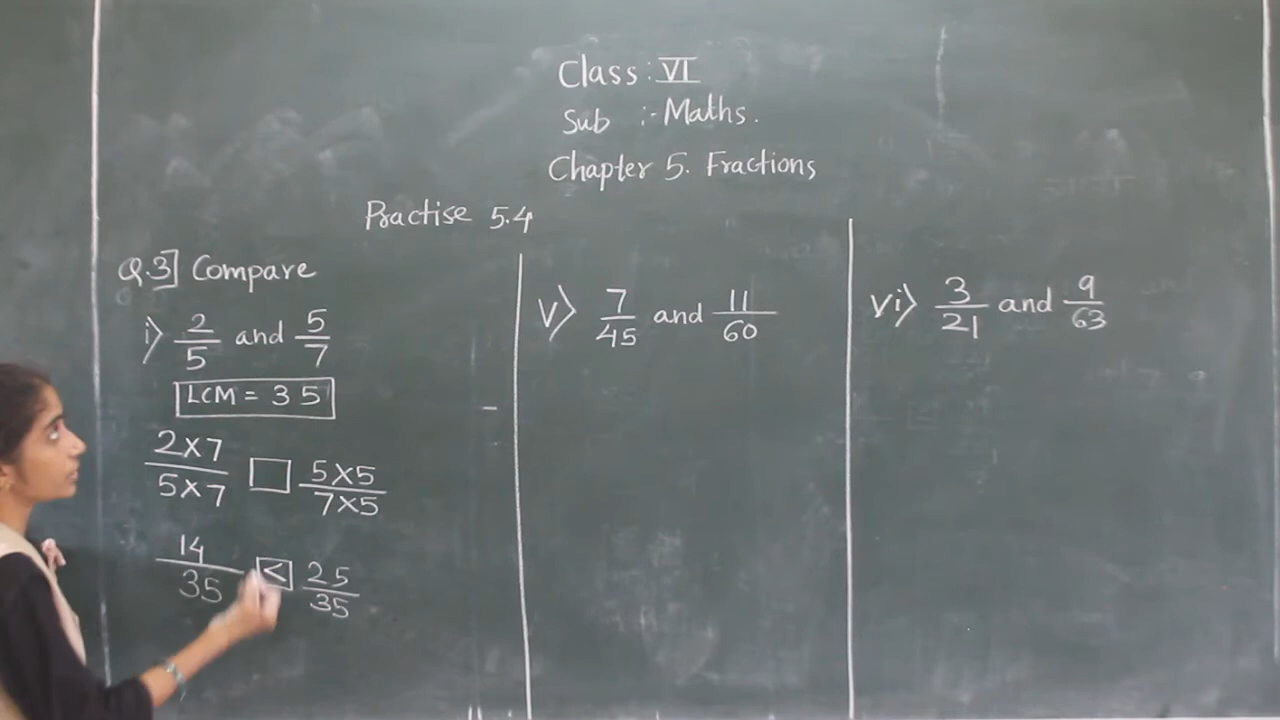 Class : VI
Sub :- Maths.
Chapter 5. Fractions
Practise 5.4
Q.3] Compare
i) 2/5 and 5/7
LCM = 35
2×7/5×7 □ 5×5/7×5
14/35 < 25/35
v) 7/45 and 11/60
vi) 3/21 and 9/63